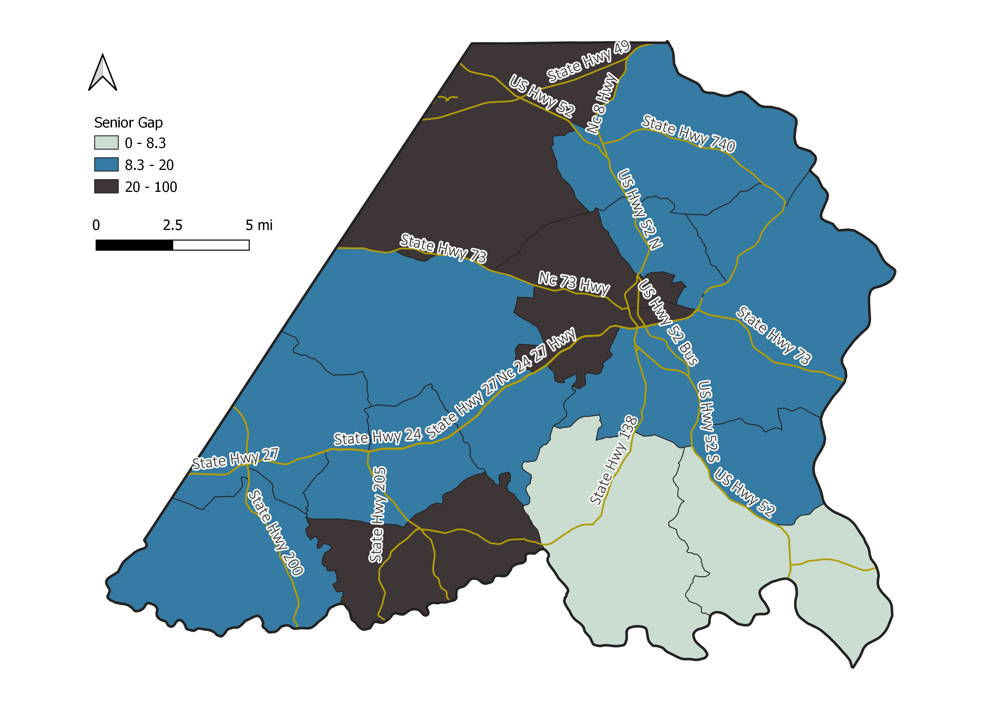 State Hwy 49
Us Hwy 52
Nc 8 Hwy
Senior Gap
0 - 8.3
8.3 - 20
20 - 100
State Hwy 740
Us Hwy 52 N
0 2.5 5 mi
State Hwy 73
Nc 73 Hwy
US Hwy 52 Bus
State Hwy 73
Nc 24 27 Hwy
State Hwy 27
US Hwy 52 S
State Hwy 24
State Hwy 138
State Hwy 27
Us Hwy 52
State Hwy 205
State Hwy 200